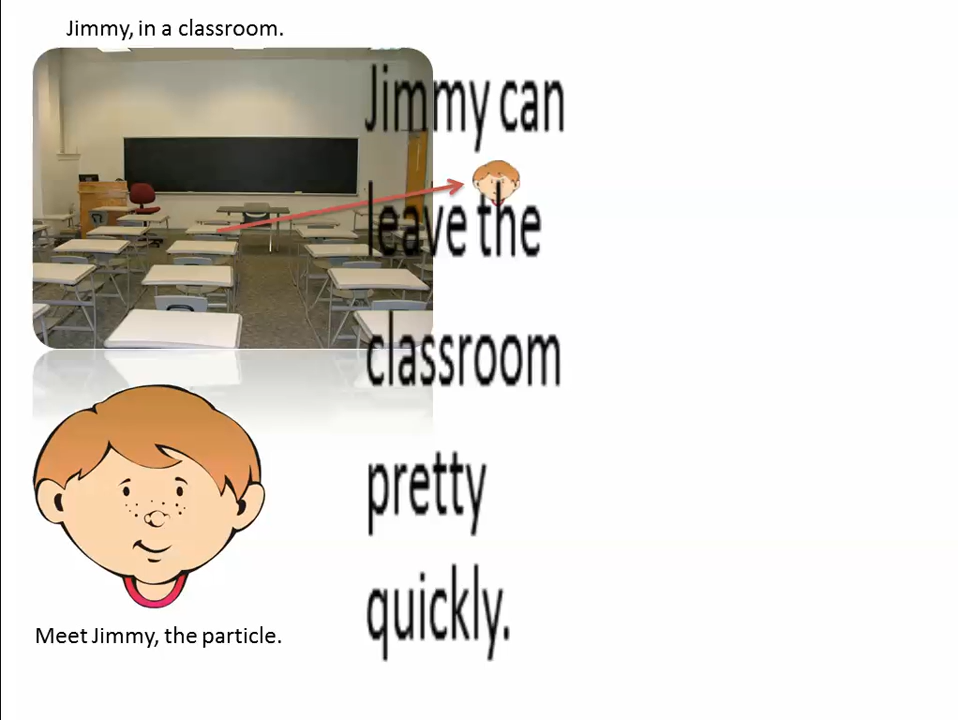 Jimmy, in a classroom.
Jimmy can
leave the
classroom
pretty
quickly.
Meet Jimmy, the particle.